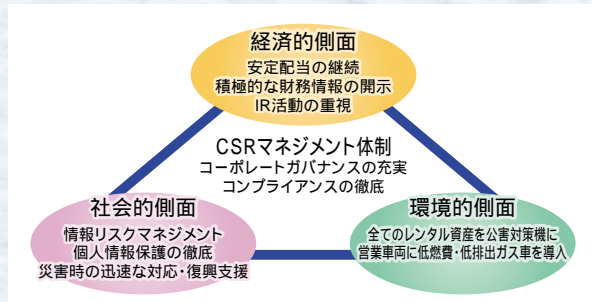 経済的側面
安定配当の継続
積極的な財務情報の開示
IR活動の重視
CSRマネジメント体制
コーポレートガバナンスの充実
コンプライアンスの徹底
社会的側面
情報リスクマネジメント
個人情報保護の徹底
災害時の迅速な対応・復興支援
環境的側面
全てのレンタル資産を公害対策機に
営業車両に低燃費・低排出ガス車を導入